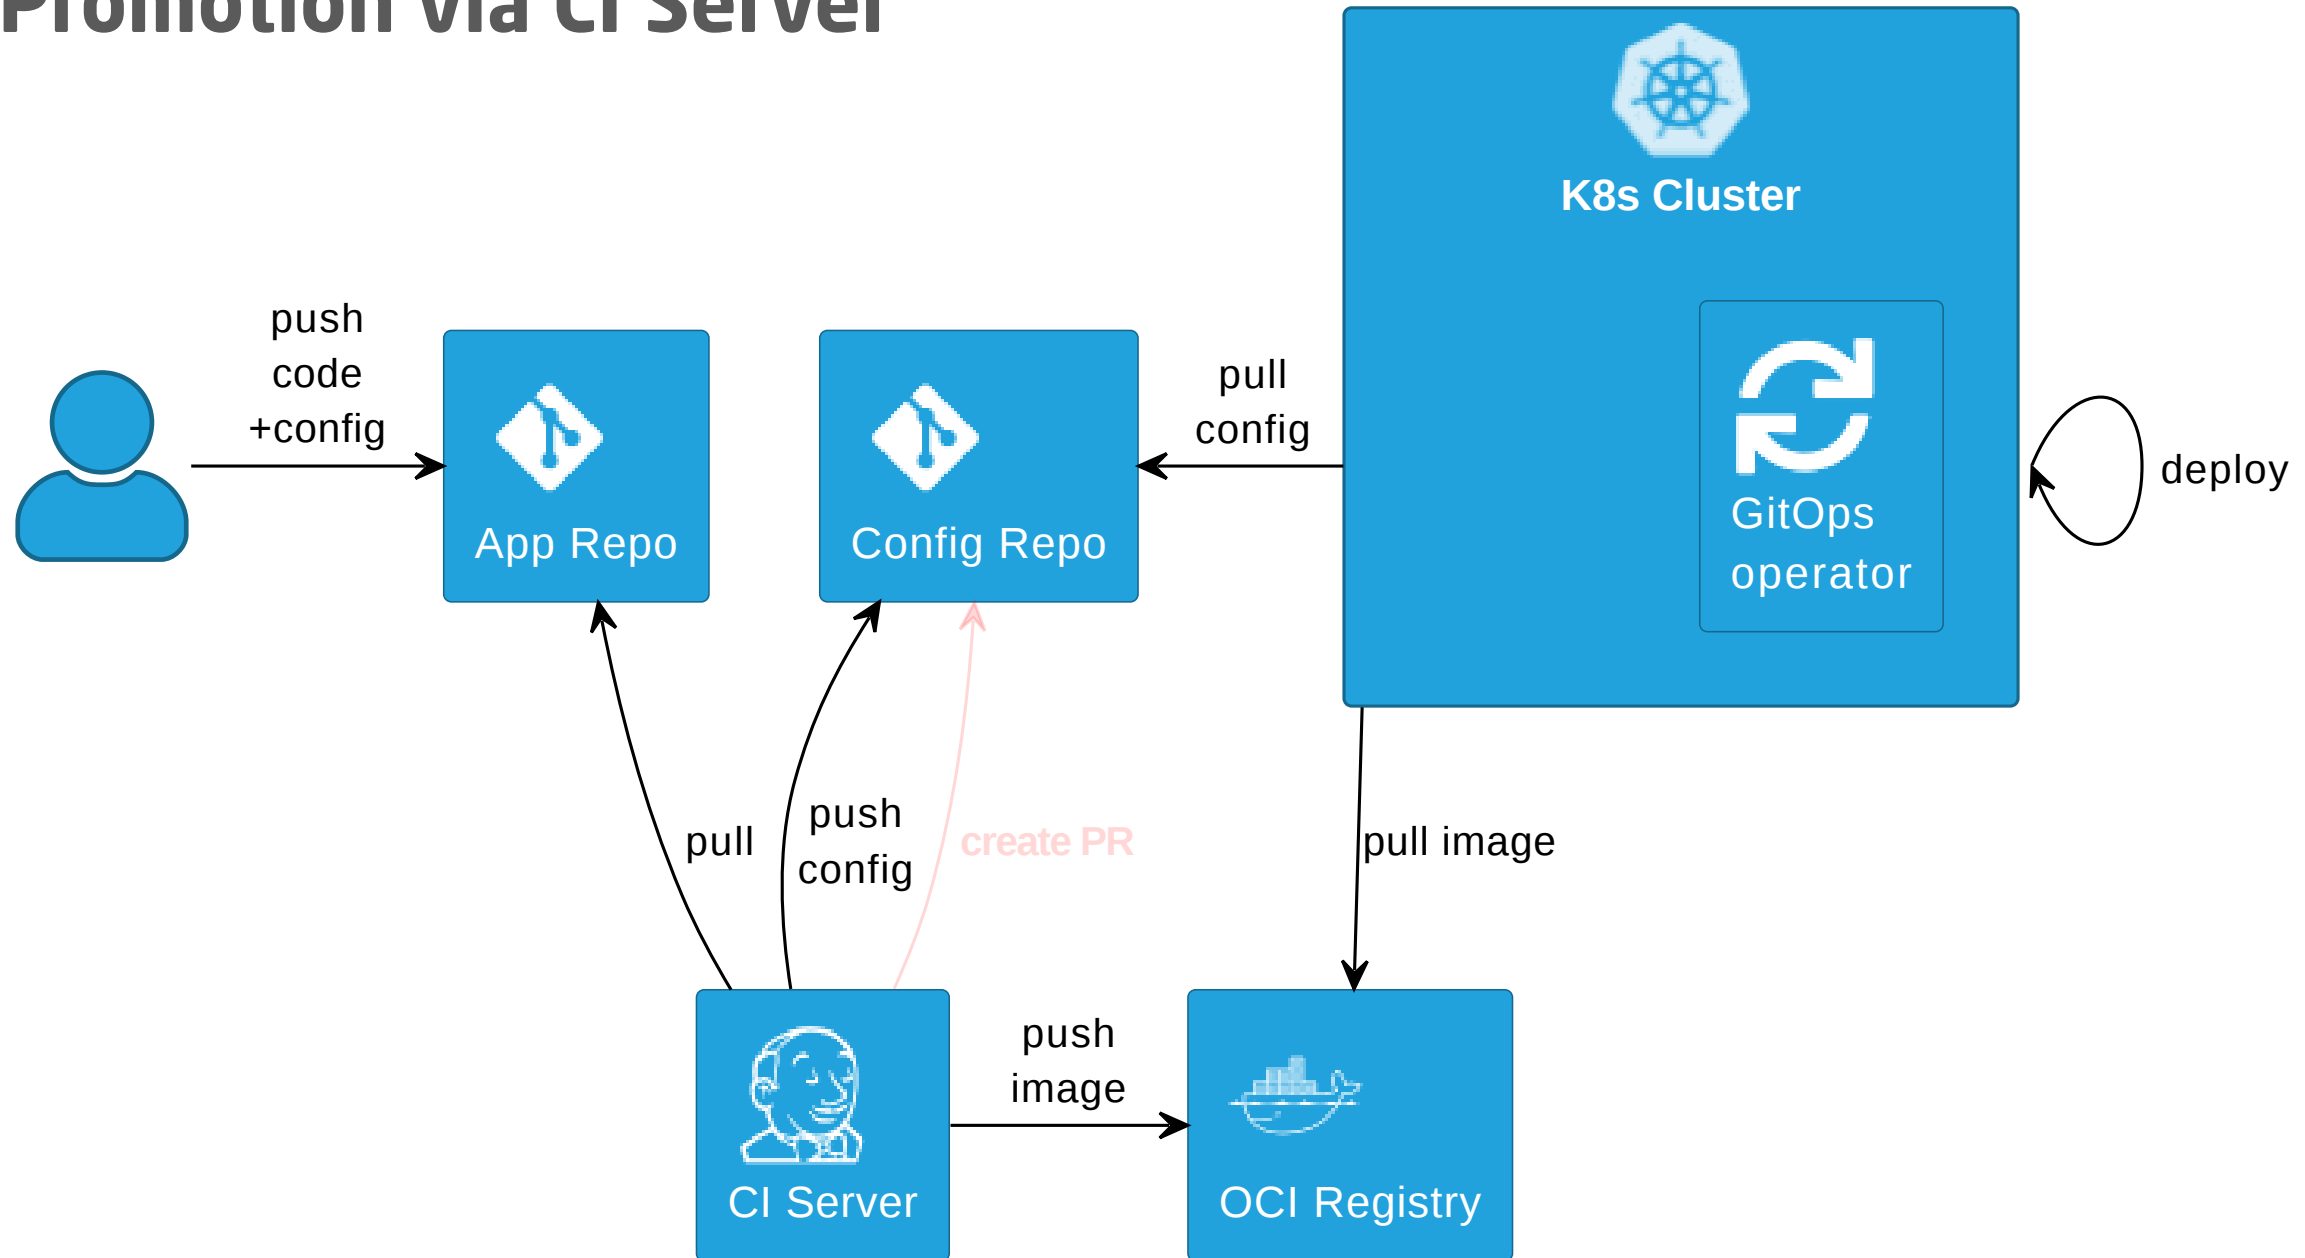 Promotion via CI Server
K8s Cluster
push
code
+config
pull
config
App Repo
Config Repo
GitOps
operator
deploy
pull
push
config
create PR
pull image
push
image
CI Server
OCI Registry